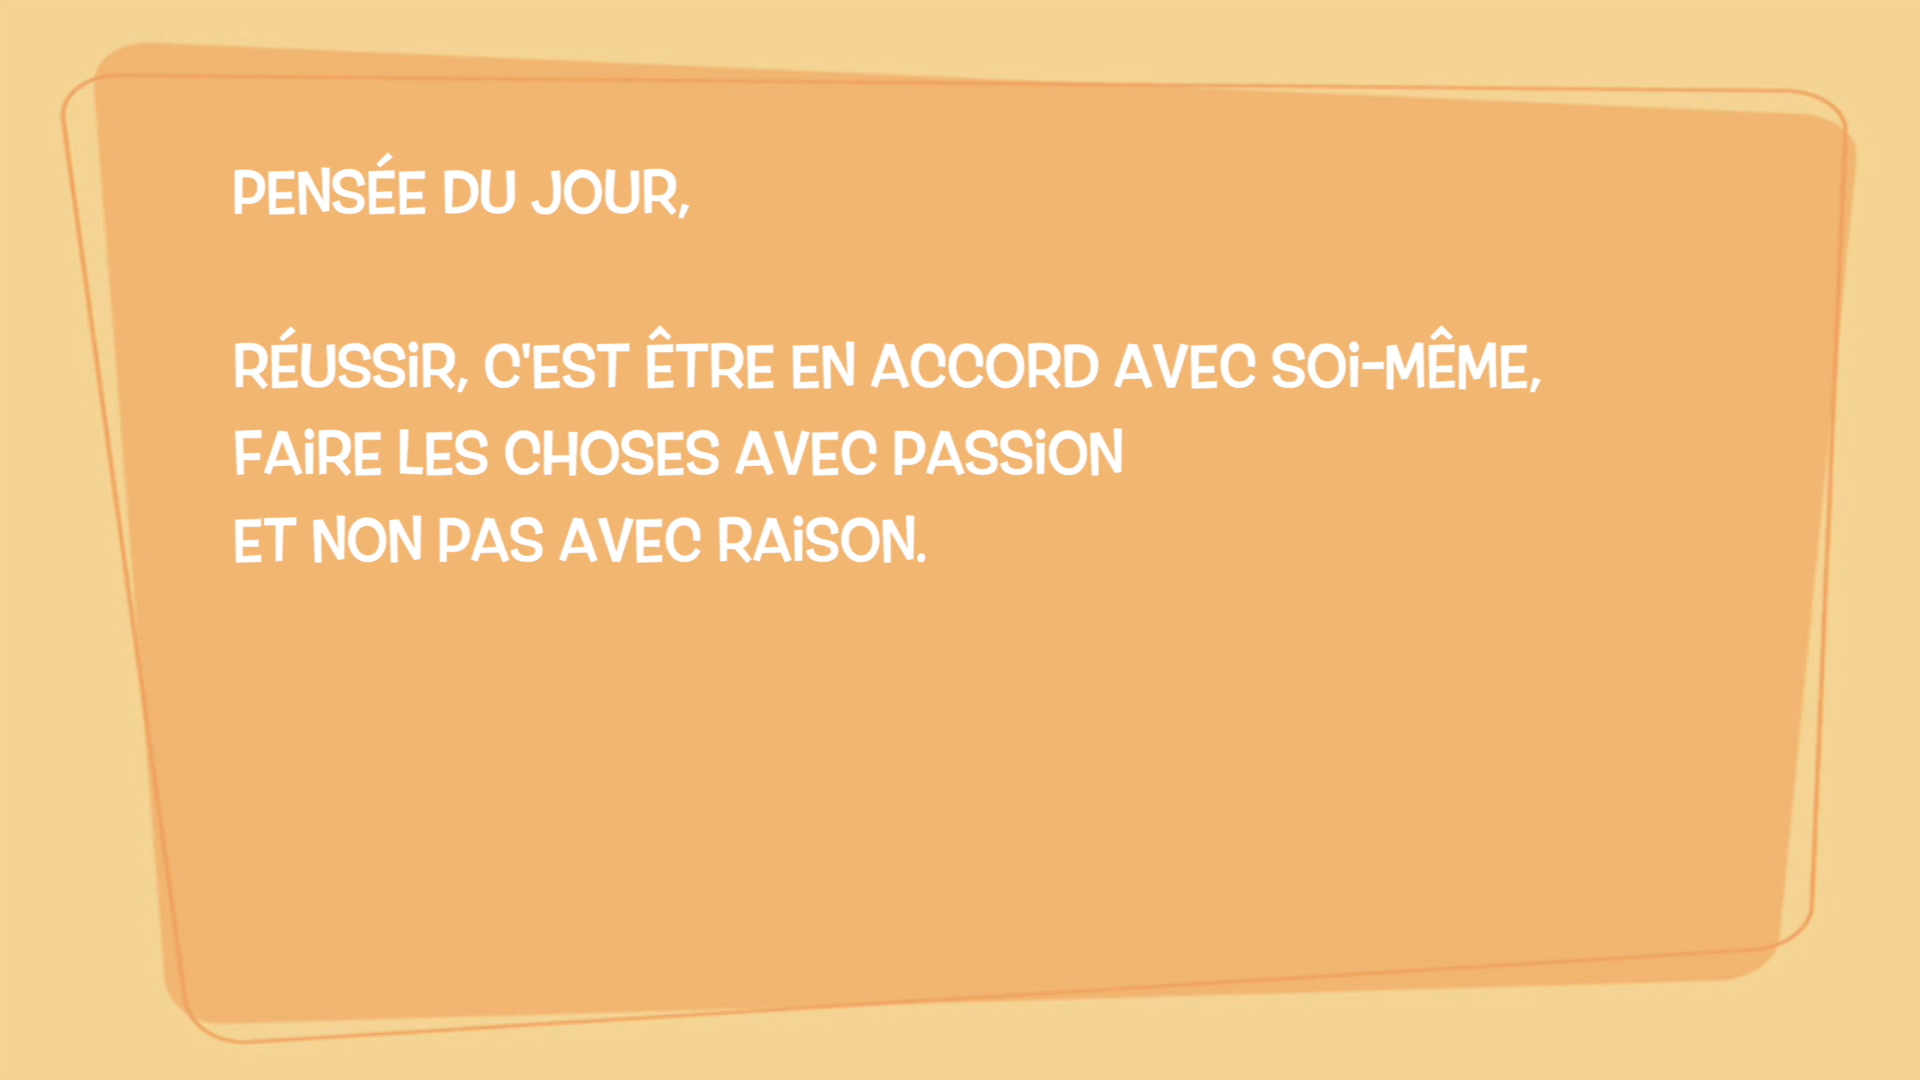 PENSÉE DU JOUR,
RÉUSSiR, C'EST ÊTRE EN ACCORD AVEC SOi-MÊME,
FAiRE LES CHOSES AVEC PASSiON
ET NON PAS AVEC RAiSON.